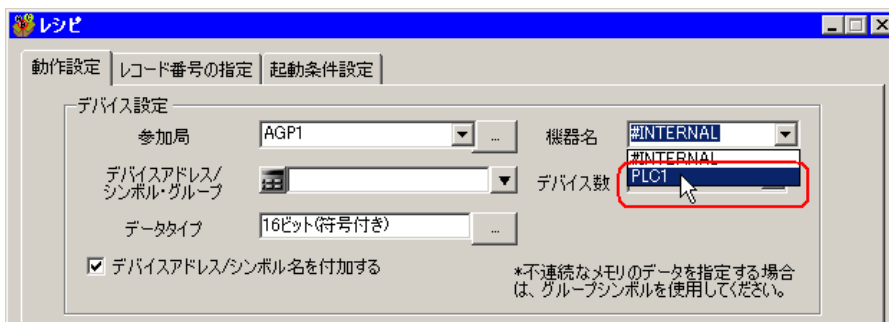 レシピ
動作設定 レコード番号の指定 起動条件設定
デバイス設定
参加局 AGP1 ... 機器名 #INTERNAL
#INTERNAL
PLC1
デバイスアドレス/
シンボル・グループ
デバイス数
データタイプ 16ビット(符号付き) ...
デバイスアドレス/シンボル名を付加する
*不連続なメモリのデータを指定する場合
は、グループシンボルを使用してください。